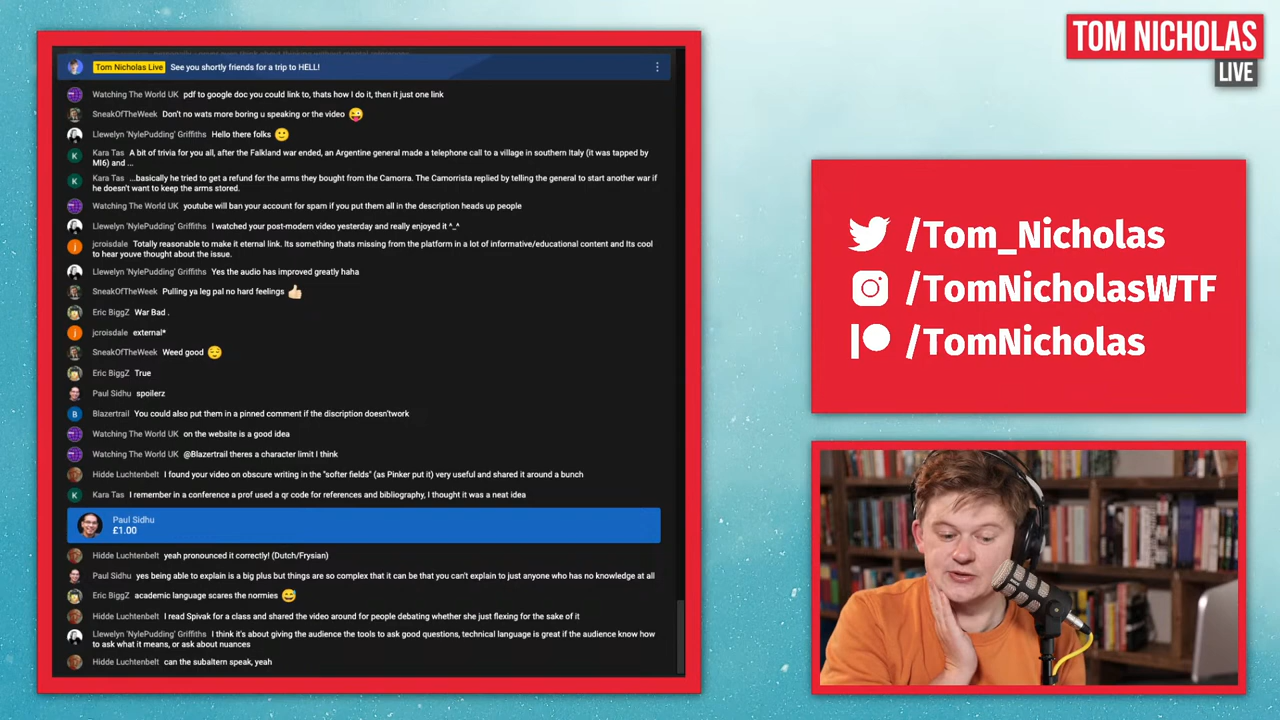 TOM NICHOLAS
LIVE
Tom Nicholas Live See you shortly friends for a trip to HELL!
Watching The World UK pdf to google doc you could link to, thats how I do it, then it just one link
SneakOfTheWeek Don't no wats more boring u speaking or the video 😜
Llewelyn 'NylePudding' Griffiths Hello there folks 🙂
K Kara Tas A bit of trivia for you all, after the Falkland war ended, an Argentine general made a telephone call to a village in southern Italy (it was tapped by
MI6) and ...
K Kara Tas ...basically he tried to get a refund for the arms they bought from the Camorra. The Camorrista replied by telling the general to start another war if
he doesn't want to keep the arms stored.
Watching The World UK youtube will ban your account for spam if you put them all in the description heads up people
Llewelyn 'NylePudding' Griffiths I watched your post-modern video yesterday and really enjoyed it ^_^
j jcroisdale Totally reasonable to make it eternal link. Its something thats missing from the platform in a lot of informative/educational content and Its cool
to hear youve thought about the issue.
Llewelyn 'NylePudding' Griffiths Yes the audio has improved greatly haha
SneakOfTheWeek Pulling ya leg pal no hard feelings 👍🏻
Eric BiggZ War Bad .
j jcroisdale external*
SneakOfTheWeek Weed good 😌
Eric BiggZ True
Paul Sidhu spoilerz
B Blazertrail You could also put them in a pinned comment if the discription doesn'twork
Watching The World UK on the website is a good idea
Watching The World UK @Blazertrail theres a character limit I think
Hidde Luchtenbelt I found your video on obscure writing in the "softer fields" (as Pinker put it) very useful and shared it around a bunch
K Kara Tas I remember in a conference a prof used a qr code for references and bibliography, I thought it was a neat idea
Paul Sidhu
£1.00
Hidde Luchtenbelt yeah pronounced it correctly! (Dutch/Frysian)
Paul Sidhu yes being able to explain is a big plus but things are so complex that it can be that you can't explain to just anyone who has no knowledge at all
Eric BiggZ academic language scares the normies 😅
Hidde Luchtenbelt I read Spivak for a class and shared the video around for people debating whether she just flexing for the sake of it
Llewelyn 'NylePudding' Griffiths I think it's about giving the audience the tools to ask good questions, technical language is great if the audience know how
to ask what it means, or ask about nuances
Hidde Luchtenbelt can the subaltern speak, yeah
/Tom_Nicholas
/TomNicholasWTF
/TomNicholas